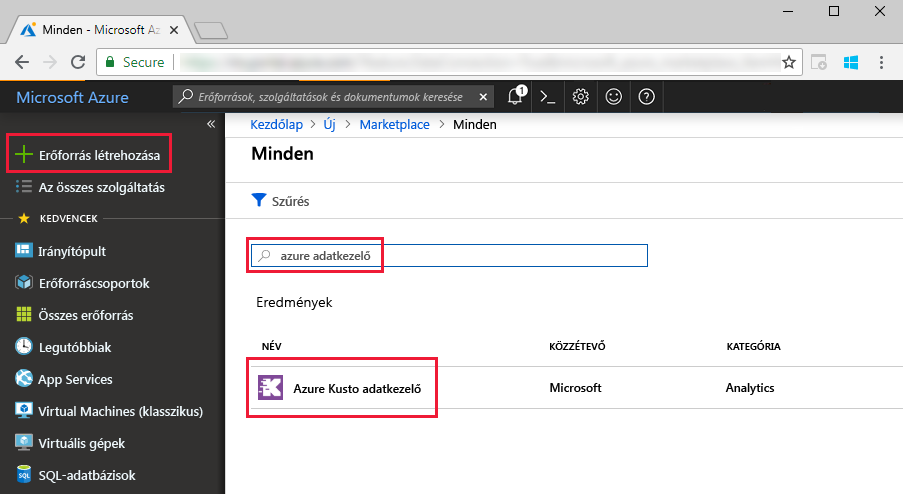 Minden - Microsoft Az
Secure
Microsoft Azure
Erőforrások, szolgáltatások és dokumentumok keresése
1
Kezdőlap > Új > Marketplace > Minden
Minden
Erőforrás létrehozása
Az összes szolgáltatás
KEDVENCEK
Irányítópult
Erőforráscsoportok
Összes erőforrás
Legutóbbiak
App Services
Virtual Machines (klasszikus)
Virtuális gépek
SQL
SQL-adatbázisok
Szűrés
azure adatkezelő
Eredmények
NÉV KÖZZÉTEVŐ KATEGÓRIA
Azure Kusto adatkezelő Microsoft Analytics